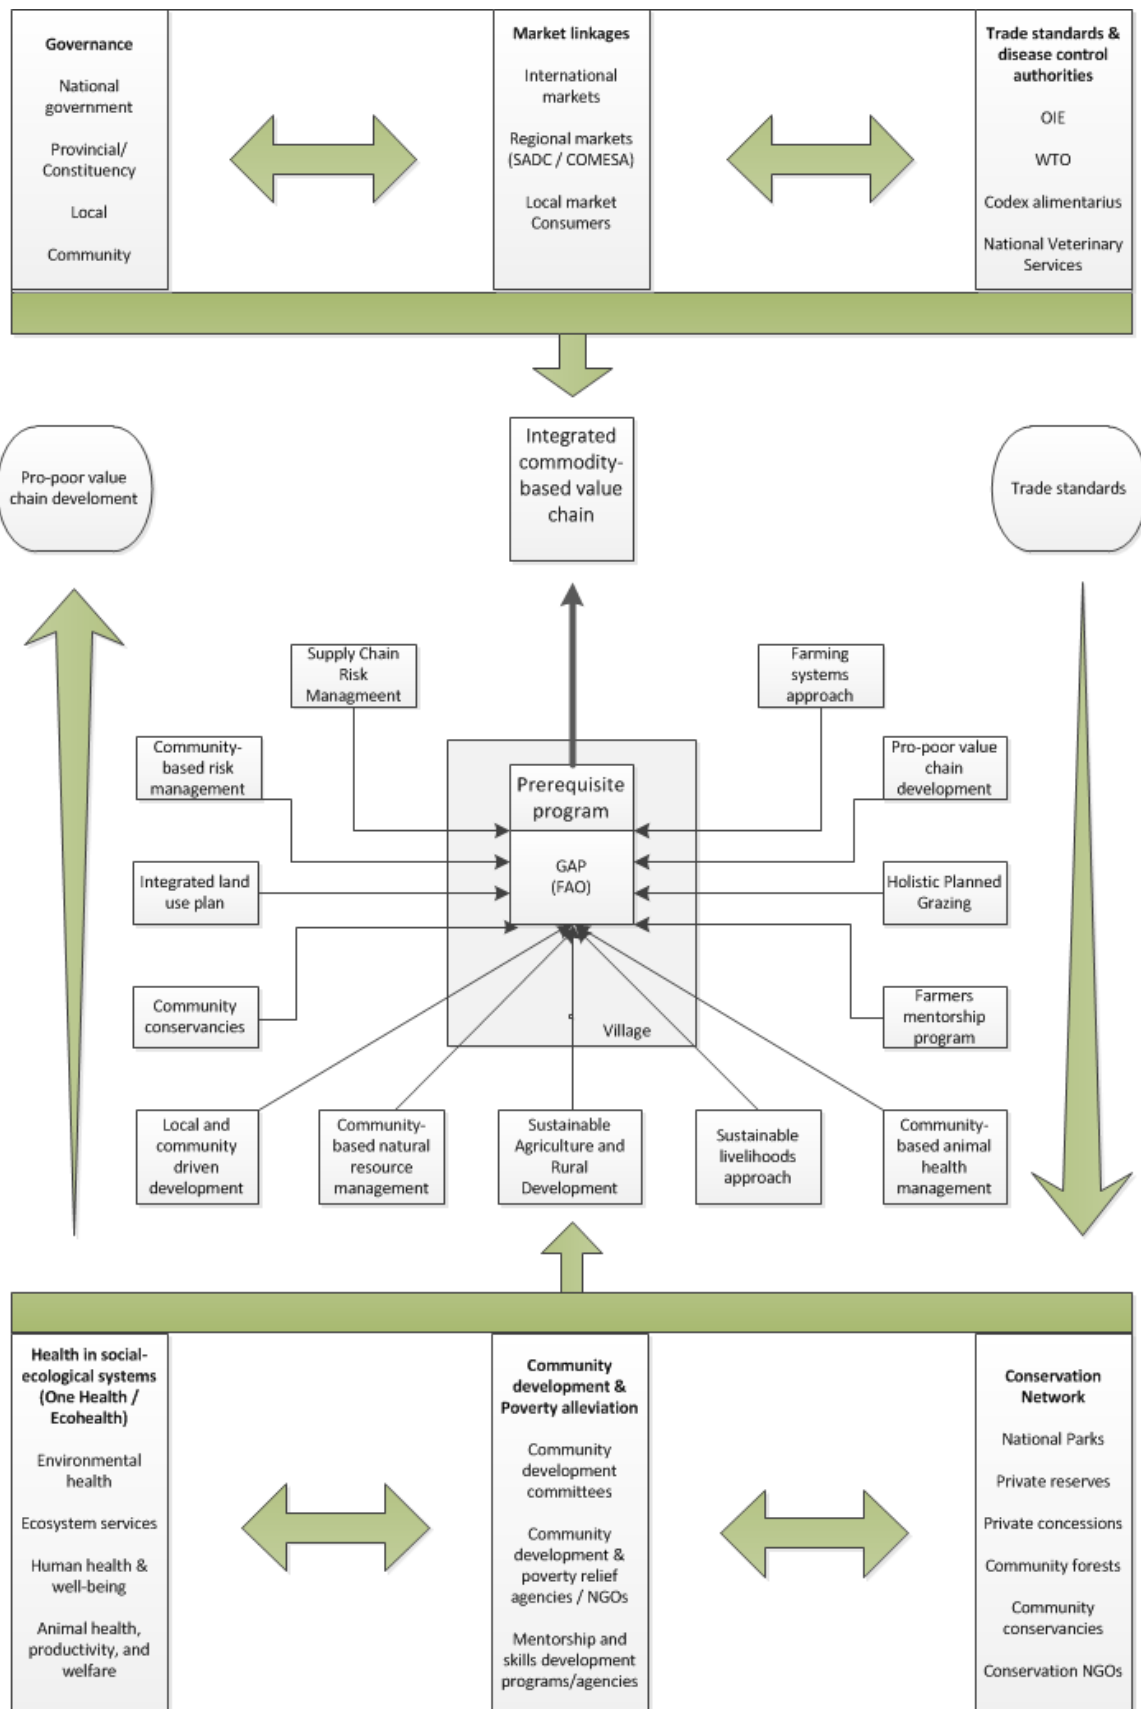 Governance
National
government
Provincial/
Constituency
Local
Community
Market linkages
International
markets
Regional markets
(SADC / COMESA)
Local market
Consumers
Trade standards &
disease control
authorities
OIE
WTO
Codex alimentarius
National Veterinary
Services
Pro-poor value
chain develoment
Integrated
commodity-
based value
chain
Trade standards
Supply Chain
Risk
Managmeent
Farming
systems
approach
Community-
based risk
management
Pro-poor value
chain
development
Prerequisite
program
GAP
(FAO)
Integrated land
use plan
Holistic Planned
Grazing
Community
conservancies
Village
Farmers
mentorship
program
Local and
community
driven
development
Community-
based natural
resource
management
Sustainable
Agriculture and
Rural
Development
Sustainable
livelihoods
approach
Community-
based animal
health
management
Health in social-
ecological systems
(One Health /
Ecohealth)
Environmental
health
Ecosystem services
Human health &
well-being
Animal health,
productivity, and
welfare
Community
development &
Poverty alleviation
Community
development
committees
Community
development &
poverty relief
agencies / NGOs
Mentorship and
skills development
programs/agencies
Conservation
Network
National Parks
Private reserves
Private concessions
Community forests
Community
conservancies
Conservation NGOs